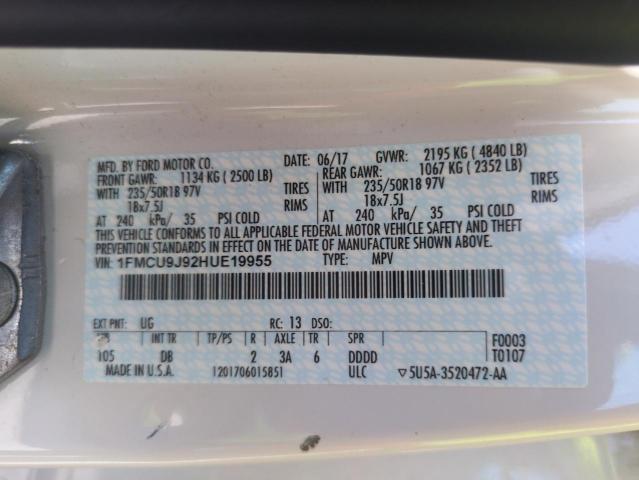 MFD. BY FORD MOTOR CO.
DATE: 06/17 GVWR: 2195 KG ( 4840 LB)
FRONT GAWR: 1134 KG ( 2500 LB) REAR GAWR: 1067 KG ( 2352 LB)
WITH 235/50R18 97V TIRES WITH 235/50R18 97V TIRES
18x7.5J RIMS 18x7.5J RIMS
AT 240 kPa/ 35 PSI COLD AT 240 kPa/ 35 PSI COLD
THIS VEHICLE CONFORMS TO ALL APPLICABLE FEDERAL MOTOR VEHICLE SAFETY AND THEFT
PREVENTION STANDARDS IN EFFECT ON THE DATE OF MANUFACTURE SHOWN ABOVE.
VIN: 1FMCU9J92HUE19955 TYPE: MPV
EXT PNT: UG RC: 13 DSO:
INT TR TP/PS R AXLE TR SPR F0003
105 DB 2 3A 6 DDDD T0107
MADE IN U.S.A. 1201706015851 ULC ▽5U5A-3520472-AA